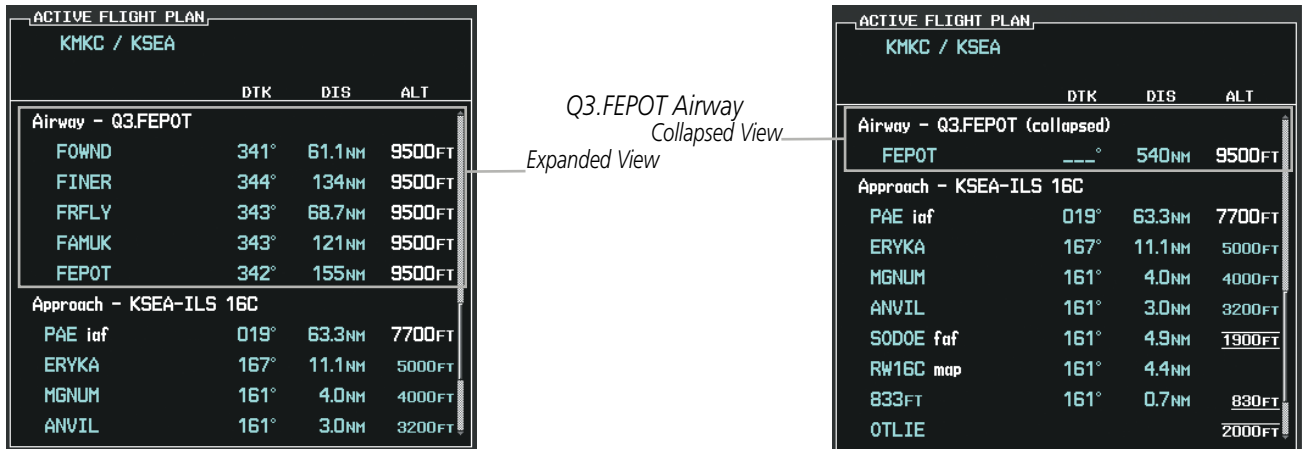 ACTIVE FLIGHT PLAN
KMKC / KSEA
DTK DIS ALT
Airway - Q3.FEPOT
FOWND 341° 61.1NM 9500FT
FINER 344° 134NM 9500FT
FRFLY 343° 68.7NM 9500FT
FAMUK 343° 121NM 9500FT
FEPOT 342° 155NM 9500FT
Approach - KSEA-ILS 16C
PAE iaf 019° 63.3NM 7700FT
ERYKA 167° 11.1NM 5000FT
MGNUM 161° 4.0NM 4000FT
ANVIL 161° 3.0NM 3200FT
Q3.FEPOT Airway
Collapsed View
Expanded View
ACTIVE FLIGHT PLAN
KMKC / KSEA
DTK DIS ALT
Airway - Q3.FEPOT (collapsed)
FEPOT ___° 540NM 9500FT
Approach - KSEA-ILS 16C
PAE iaf 019° 63.3NM 7700FT
ERYKA 167° 11.1NM 5000FT
MGNUM 161° 4.0NM 4000FT
ANVIL 161° 3.0NM 3200FT
SODOE faf 161° 4.9NM 1900FT
RW16C map 161° 4.4NM
833FT 161° 0.7NM 830FT
OTLIE 2000FT